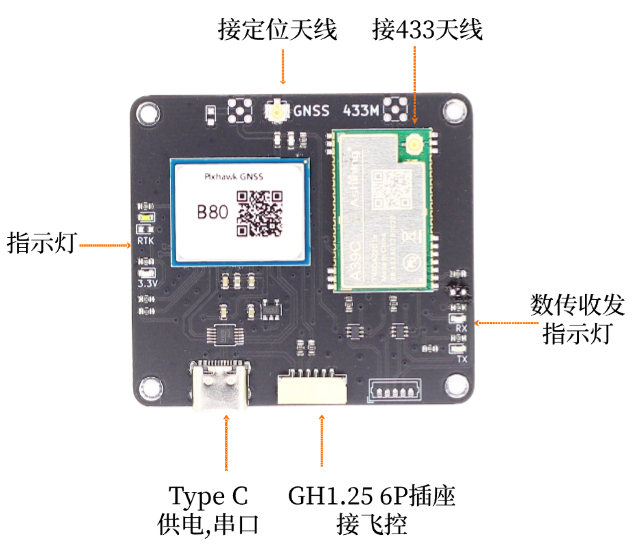 接定位天线
接433天线
GNSS
433M
Pixhawk GNSS
B80
指示灯
RTK
3.3V
数传收发
指示灯
RX
TX
Type C
供电,串口
GH1.25 6P插座
接飞控